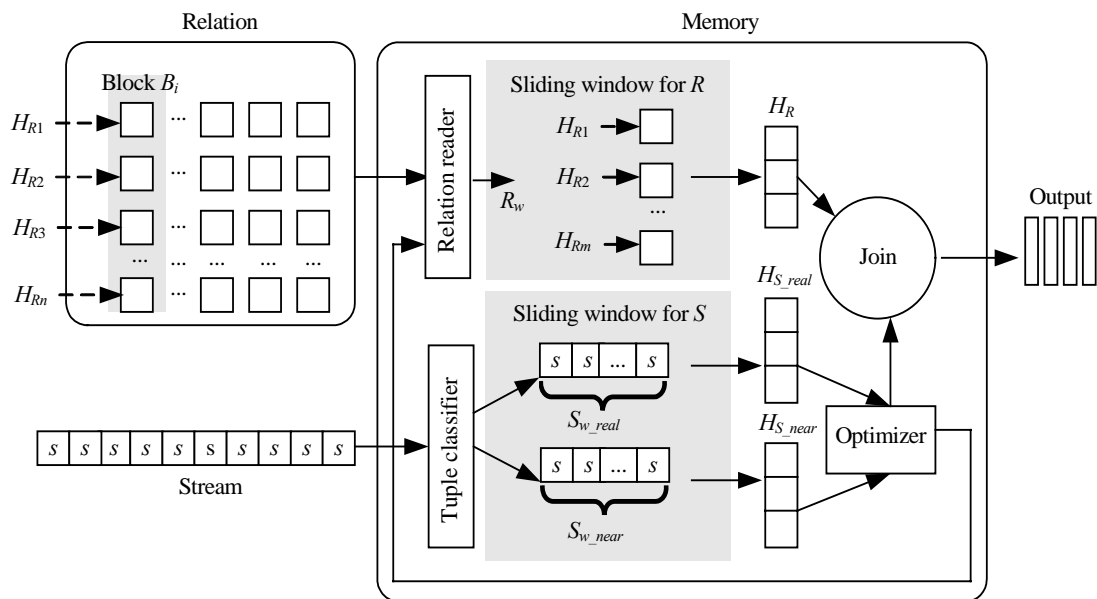 Relation
Memory
Block B_i
H_R1
...
H_R2
...
H_R3
...
... ... ... ... ...
H_Rn
...
Relation reader
R_w
Sliding window for R
H_R1
H_R2
...
H_Rm
H_R
Join
Output
Stream
s s s s s s s s s s
Tuple classifier
Sliding window for S
s s ... s
S_w_real
s s ... s
S_w_near
H_S_real
H_S_near
Optimizer